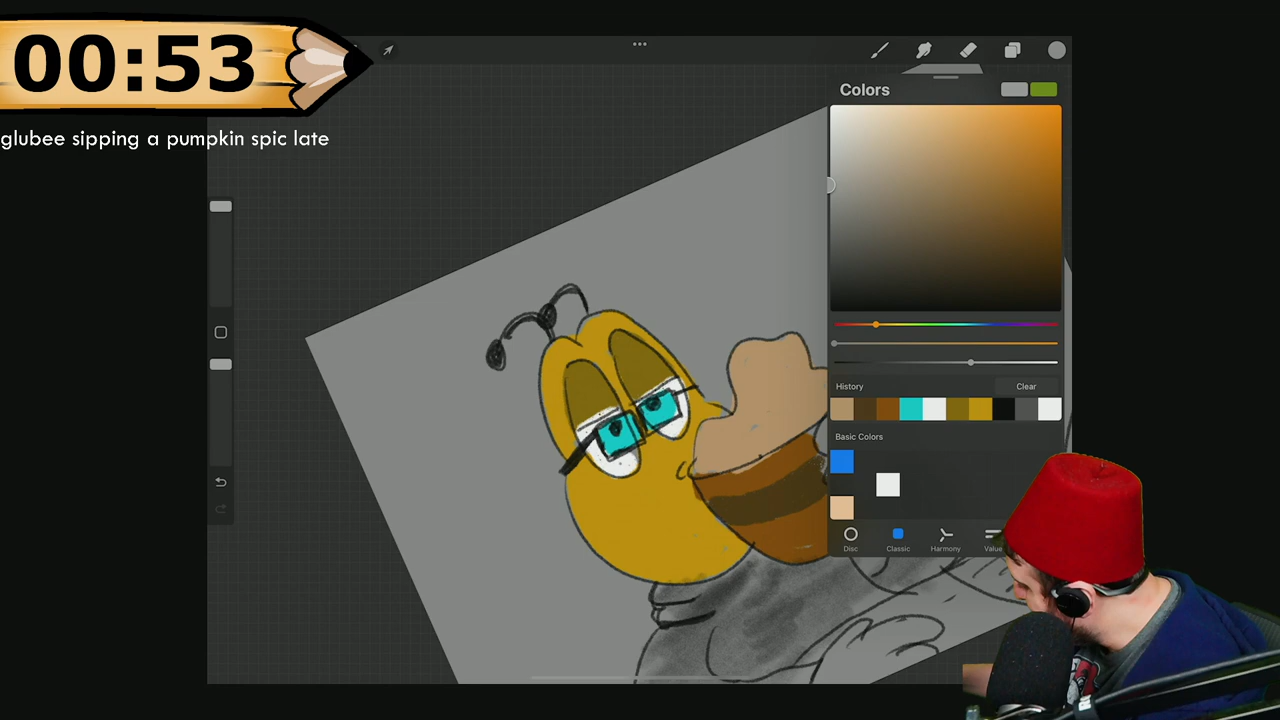 00:53
glubee sipping a pumpkin spic late
Colors
History
Clear
Basic Colors
Disc
Classic
Harmony
Value